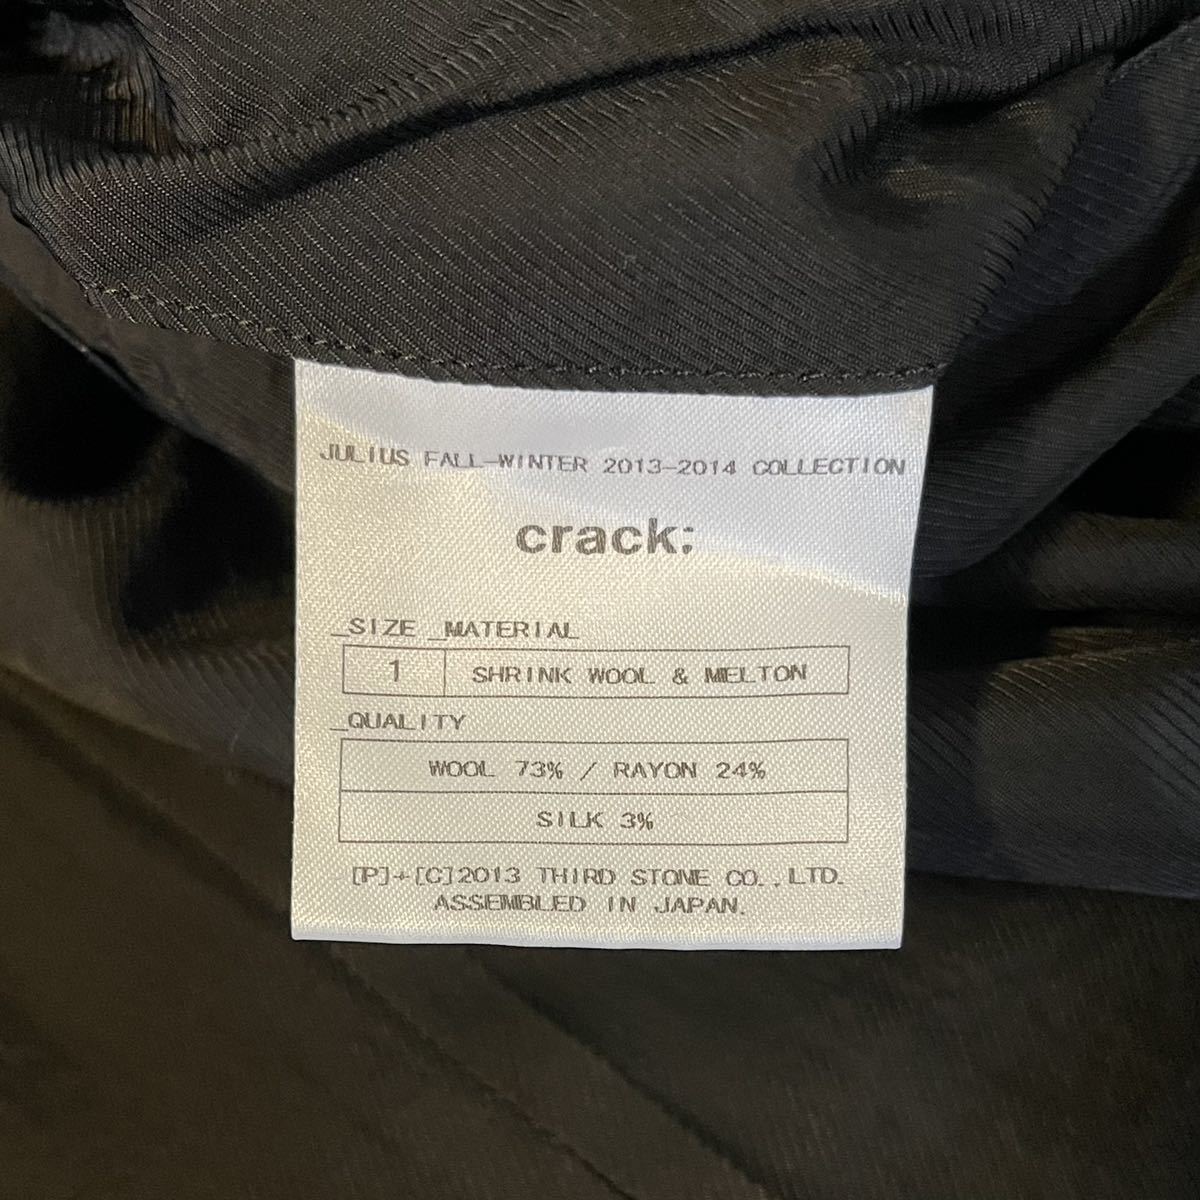 JULIUS FALL-WINTER 2013-2014 COLLECTION
crack:
_SIZE _MATERIAL
1 SHRINK WOOL & MELTON
_QUALITY
WOOL 73% / RAYON 24%
SILK 3%
[P]+[C]2013 THIRD STONE CO.,LTD.
ASSEMBLED IN JAPAN.